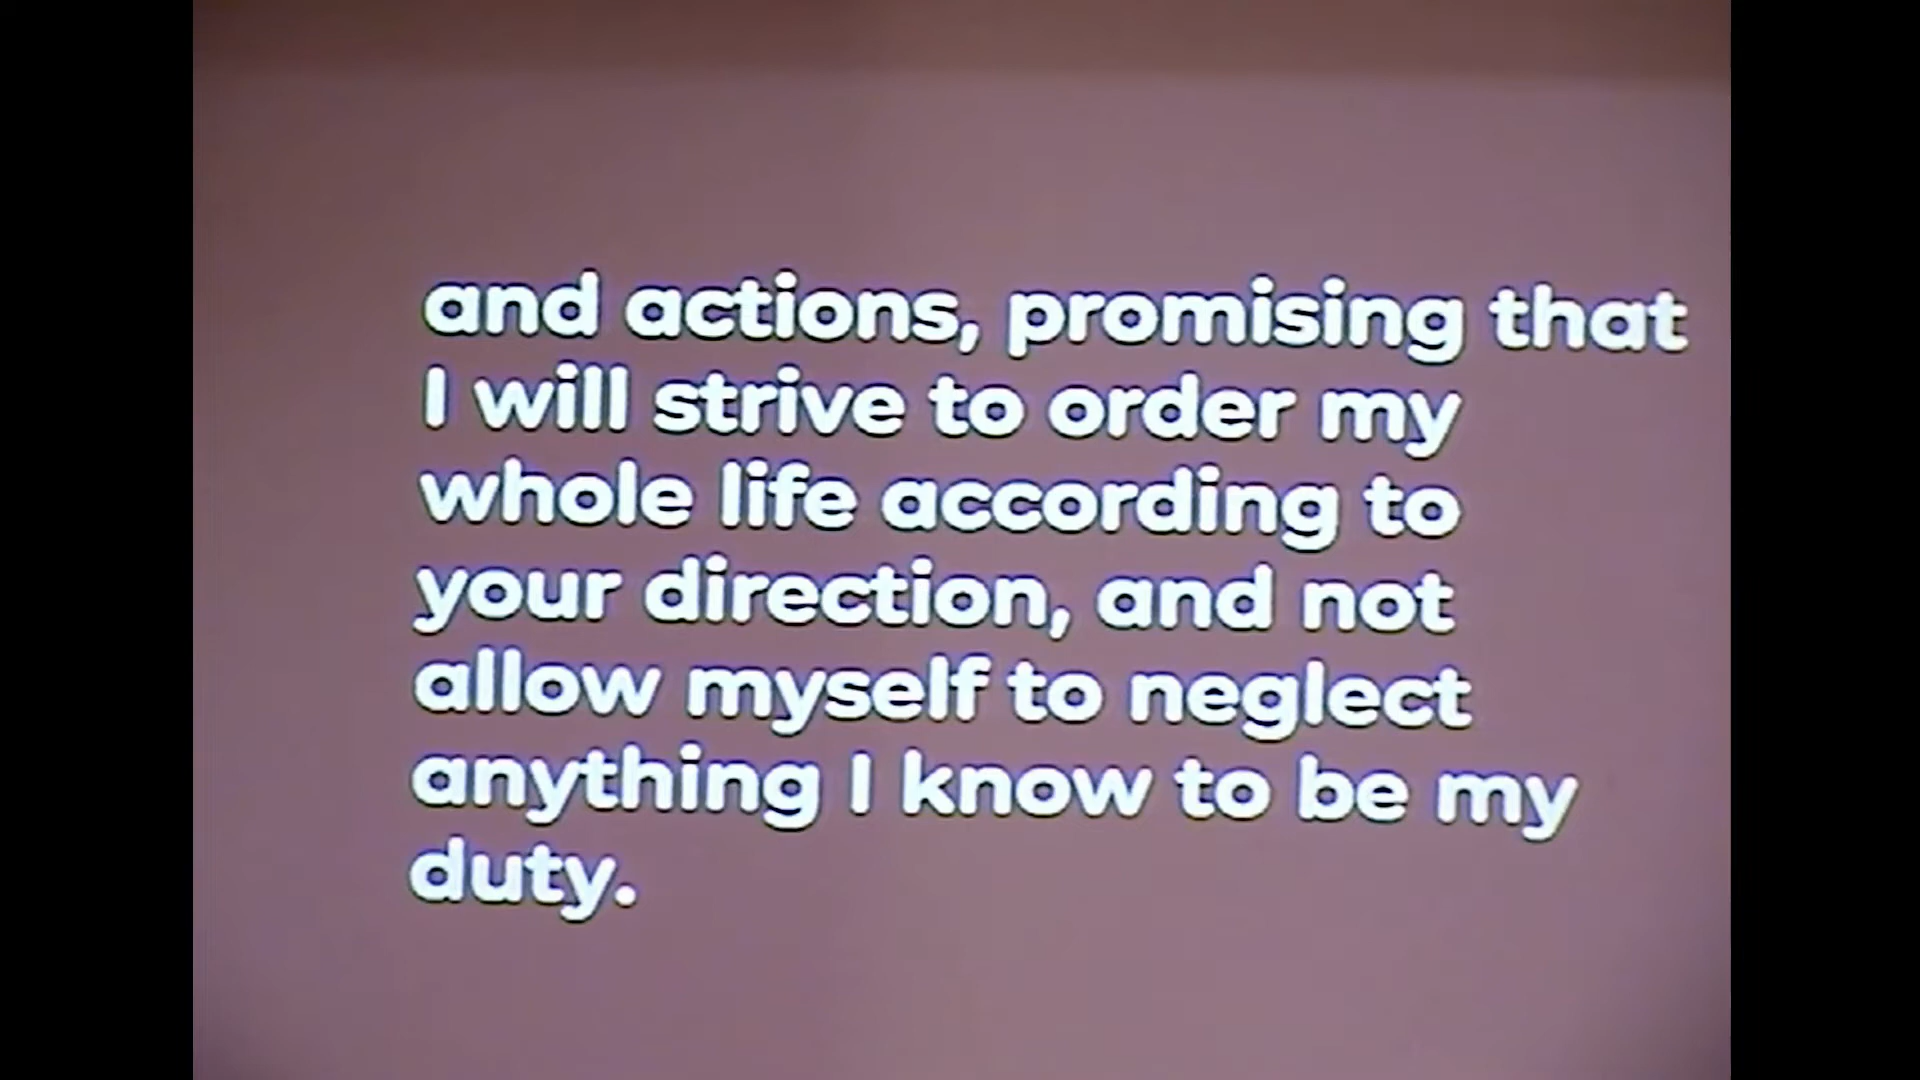 and actions, promising that
I will strive to order my
whole life according to
your direction, and not
allow myself to neglect
anything I know to be my
duty.